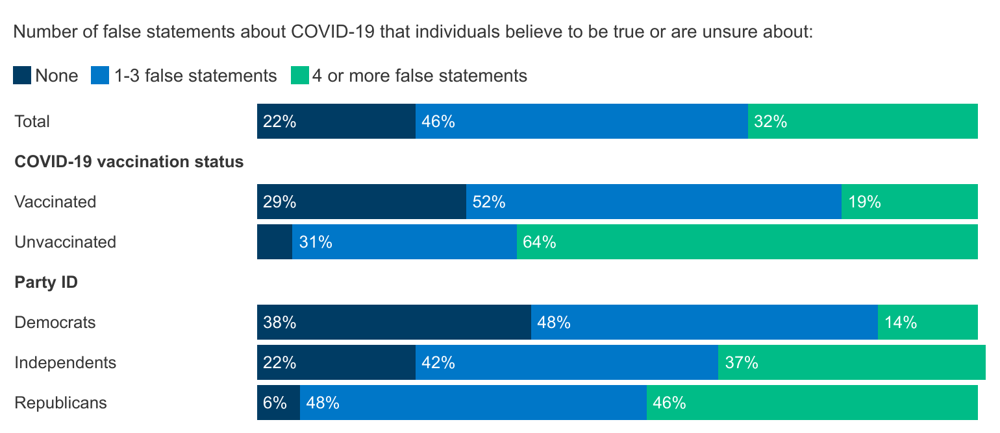 Number of false statements about COVID-19 that individuals believe to be true or are unsure about:
None 1-3 false statements 4 or more false statements
Total 22% 46% 32%
COVID-19 vaccination status
Vaccinated 29% 52% 19%
Unvaccinated 31% 64%
Party ID
Democrats 38% 48% 14%
Independents 22% 42% 37%
Republicans 6% 48% 46%